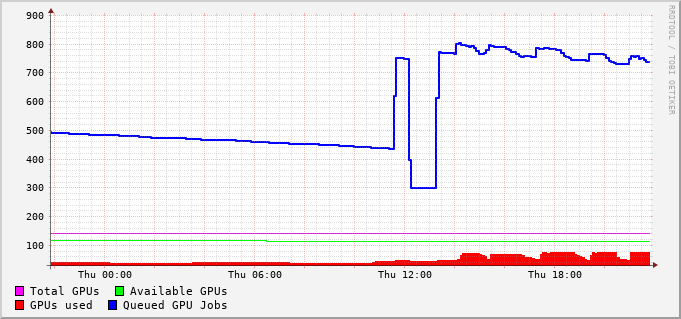 900
800
700
600
500
400
300
200
100
Thu 00:00 Thu 06:00 Thu 12:00 Thu 18:00
Total GPUs Available GPUs
GPUs used Queued GPU Jobs
RRDTOOL / TOBI OETIKER